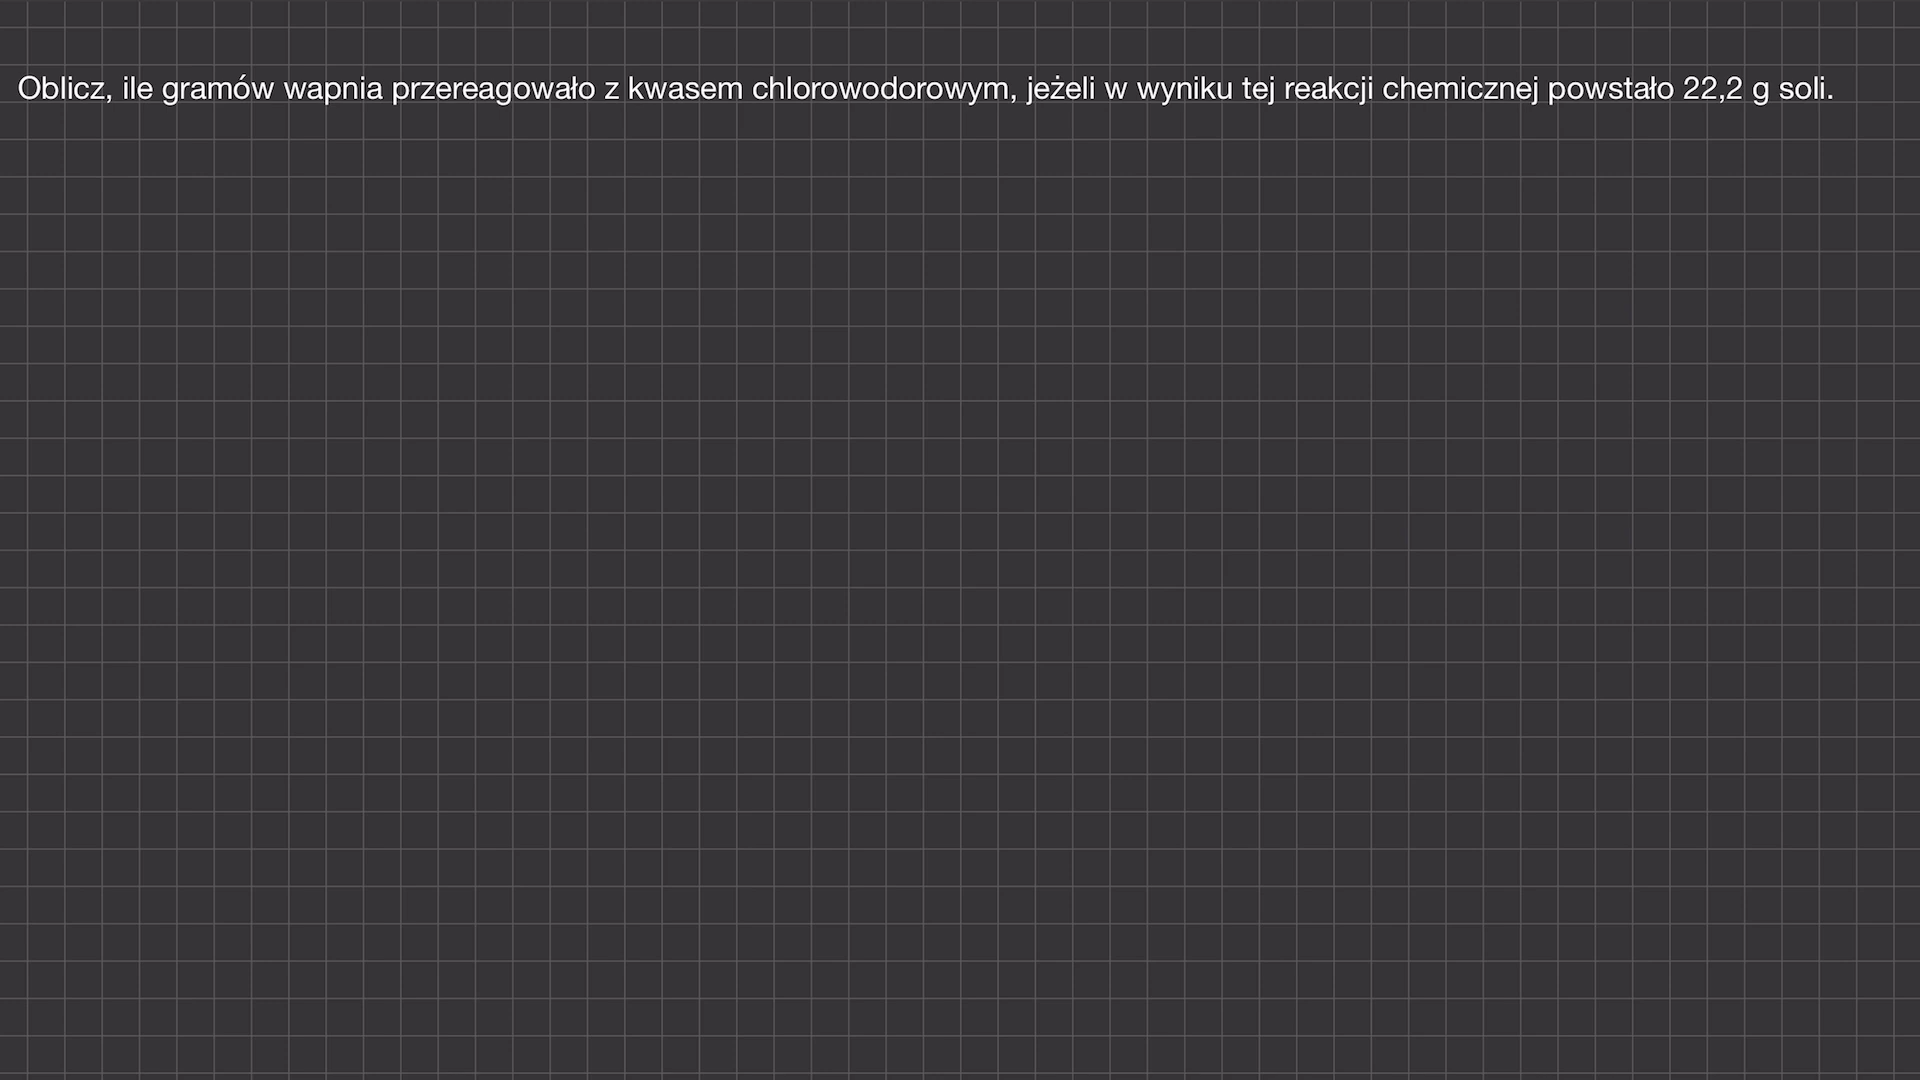 Oblicz, ile gramów wapnia przereagowało z kwasem chlorowodorowym, jeżeli w wyniku tej reakcji chemicznej powstało 22,2 g soli.